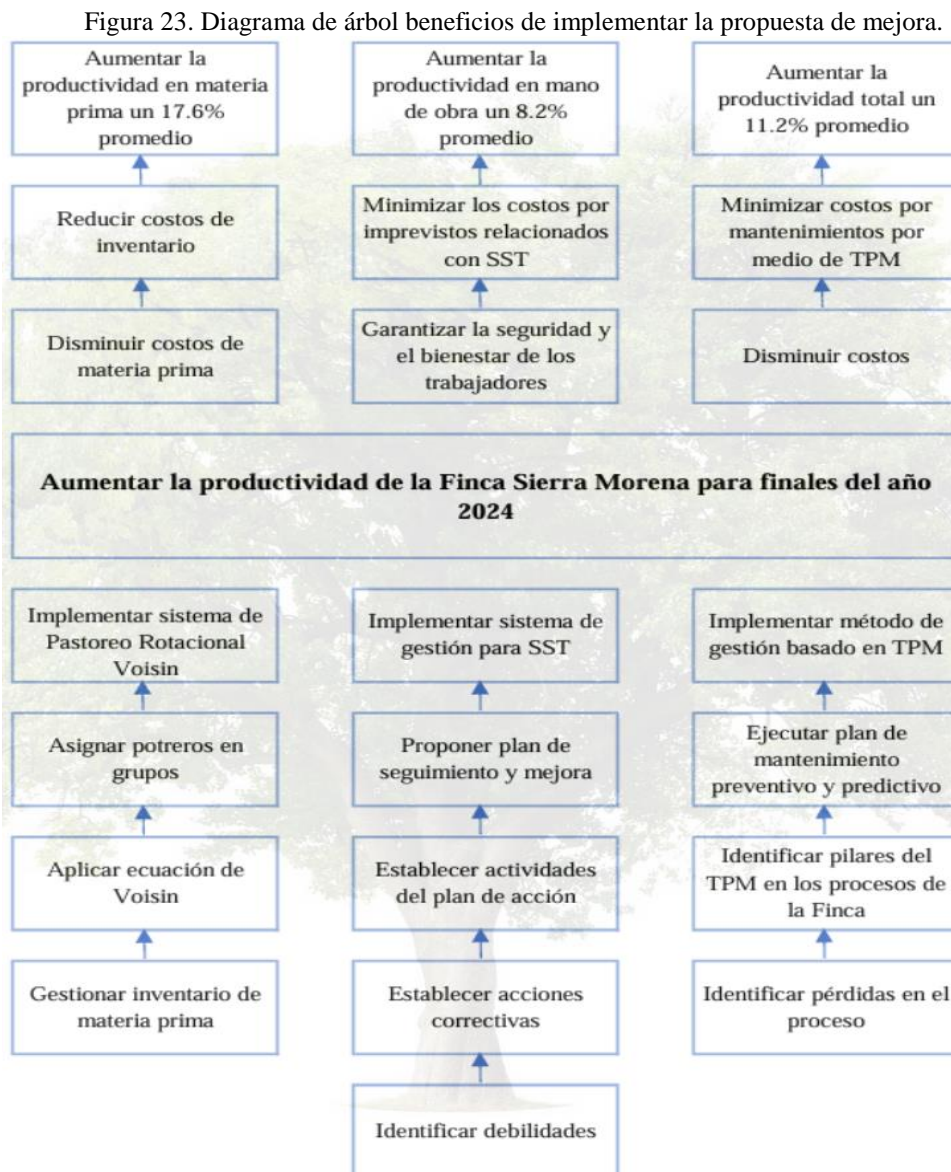 Figura 23. Diagrama de árbol beneficios de implementar la propuesta de mejora.
Aumentar la
productividad en materia
prima un 17.6%
promedio
Aumentar la
productividad en mano
de obra un 8.2%
promedio
Aumentar la
productividad total un
11.2% promedio
Reducir costos de
inventario
Minimizar los costos por
imprevistos relacionados
con SST
Minimizar costos por
mantenimientos por
medio de TPM
Disminuir costos de
materia prima
Garantizar la seguridad y
el bienestar de los
trabajadores
Disminuir costos
Aumentar la productividad de la Finca Sierra Morena para finales del año
2024
Implementar sistema de
Pastoreo Rotacional
Voisin
Implementar sistema de
gestión para SST
Implementar método de
gestión basado en TPM
Asignar potreros en
grupos
Proponer plan de
seguimiento y mejora
Ejecutar plan de
mantenimiento
preventivo y predictivo
Aplicar ecuación de
Voisin
Establecer actividades
del plan de acción
Identificar pilares del
TPM en los procesos de
la Finca
Gestionar inventario de
materia prima
Establecer acciones
correctivas
Identificar pérdidas en el
proceso
Identificar debilidades